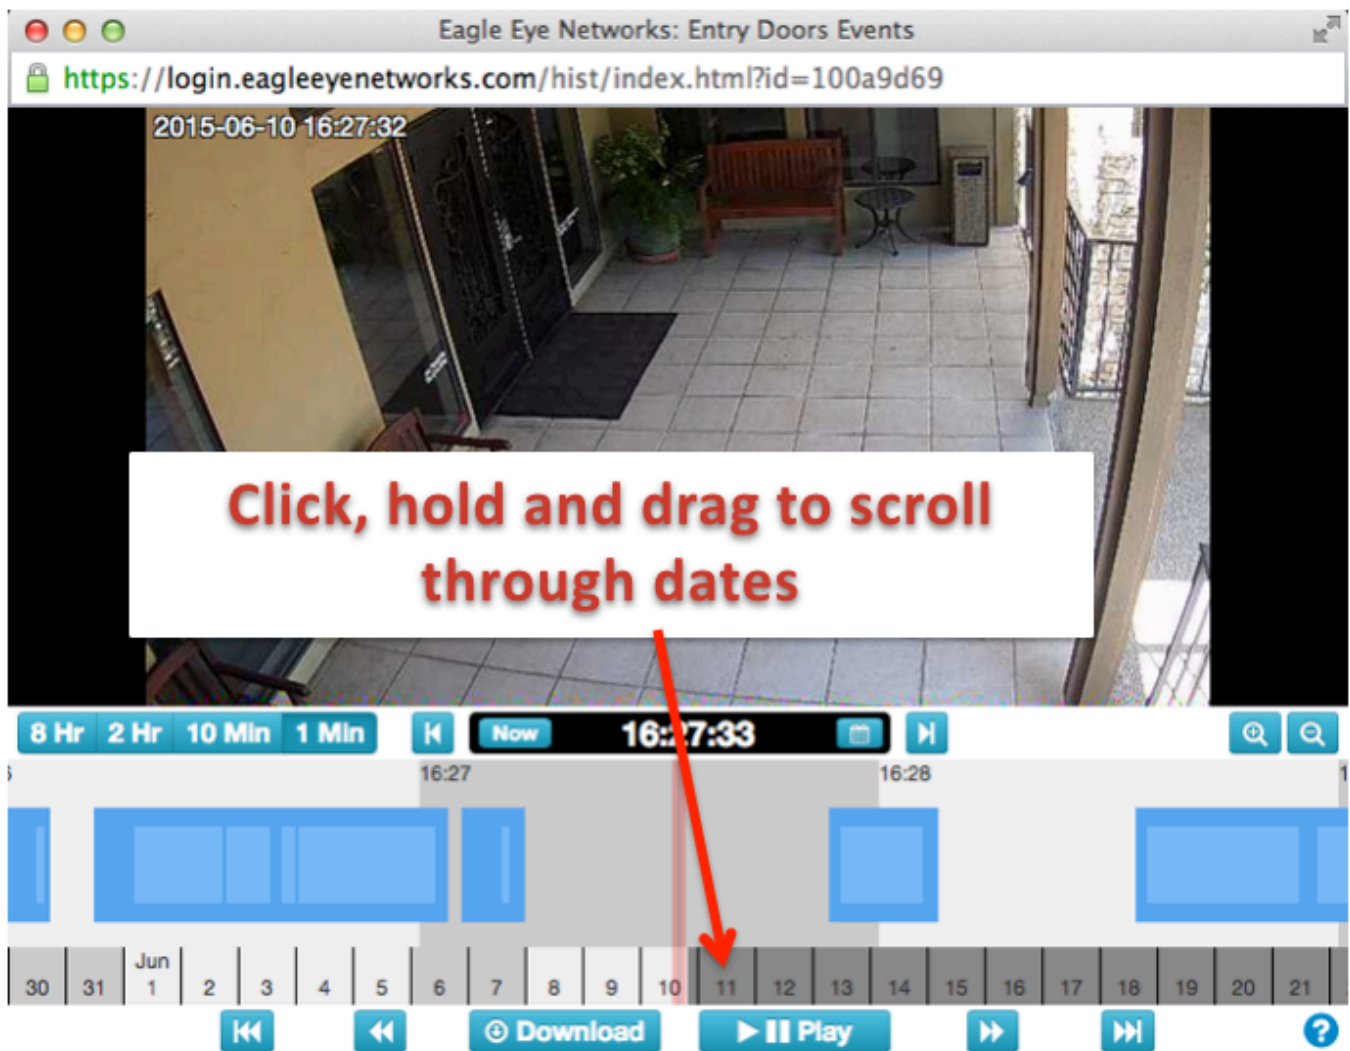 Eagle Eye Networks: Entry Doors Events
https://login.eagleeyenetworks.com/hist/index.html?id=100a9d69
2015-06-10 16:27:32
Click, hold and drag to scroll
through dates
8 Hr 2 Hr 10 Min 1 Min Now 16:27:33
16:27 16:28
Jun
30 31 1 2 3 4 5 6 7 8 9 10 11 12 13 14 15 16 17 18 19 20 21
Download Play ?